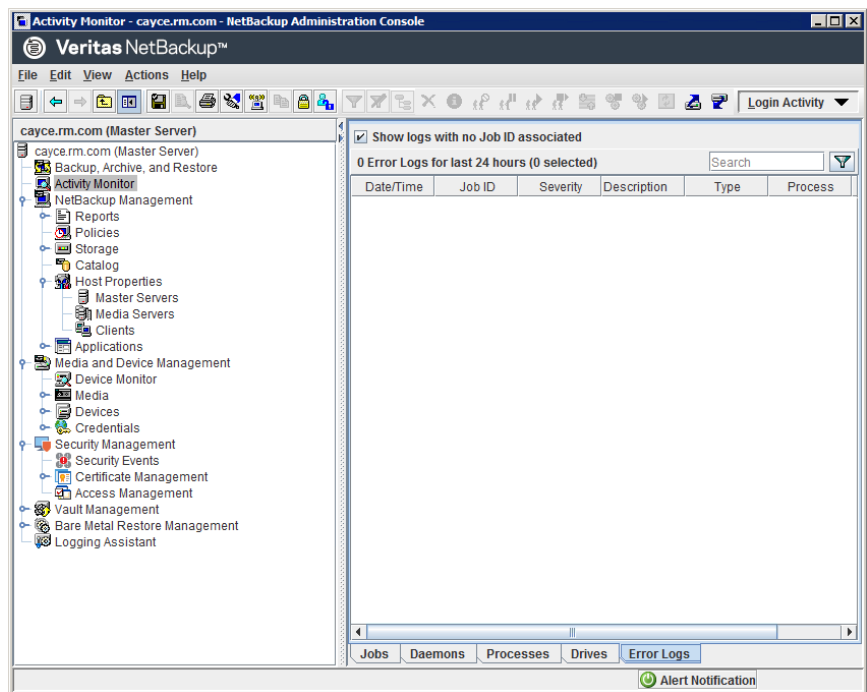 Activity Monitor - cayce.rm.com - NetBackup Administration Console
Veritas NetBackup™
File Edit View Actions Help
Login Activity
cayce.rm.com (Master Server)
cayce.rm.com (Master Server)
Backup, Archive, and Restore
Activity Monitor
NetBackup Management
Reports
Policies
Storage
Catalog
Host Properties
Master Servers
Media Servers
Clients
Applications
Media and Device Management
Device Monitor
Media
Devices
Credentials
Security Management
Security Events
Certificate Management
Access Management
Vault Management
Bare Metal Restore Management
Logging Assistant
Show logs with no Job ID associated
0 Error Logs for last 24 hours (0 selected)
Search
Date/Time Job ID Severity Description Type Process
Jobs Daemons Processes Drives Error Logs
Alert Notification